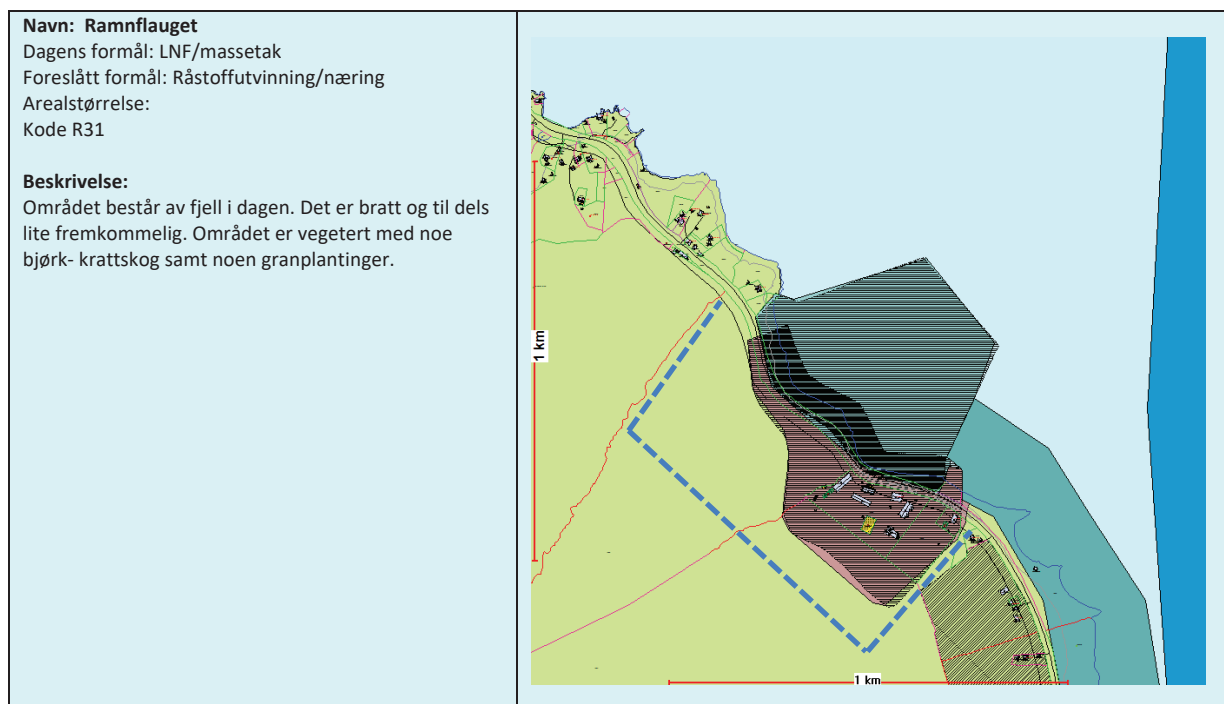 Navn: Ramnflauget
Dagens formål: LNF/massetak
Foreslått formål: Råstoffutvinning/næring
Arealstørrelse:
Kode R31
Beskrivelse:
Området består av fjell i dagen. Det er bratt og til dels
lite fremkommelig. Området er vegetert med noe
bjørk- krattskog samt noen granplantinger.
1 km
1 km